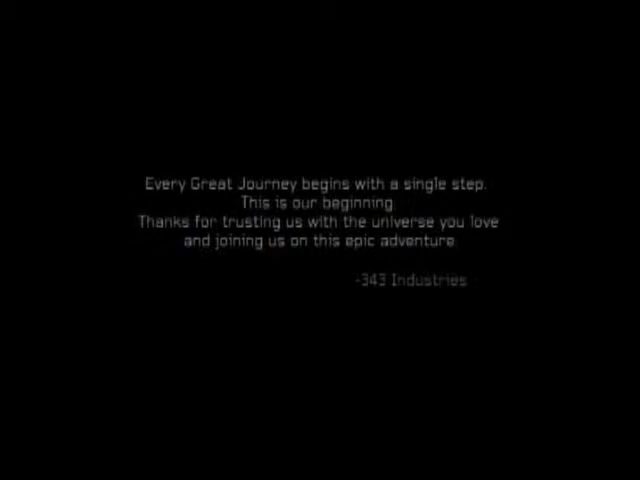 Every Great Journey begins with a single step.
This is our beginning.
Thanks for trusting us with the universe you love
and joining us on this epic adventure.
-343 Industries